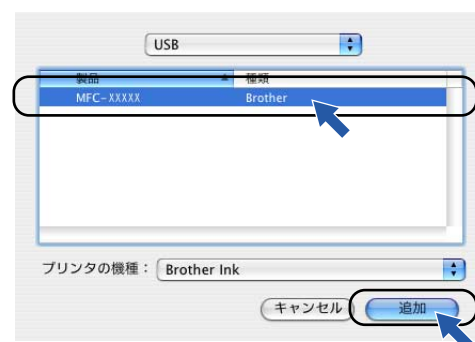 USB
製品 種類
MFC-XXXXX Brother
プリンタの機種： Brother Ink
キャンセル 追加